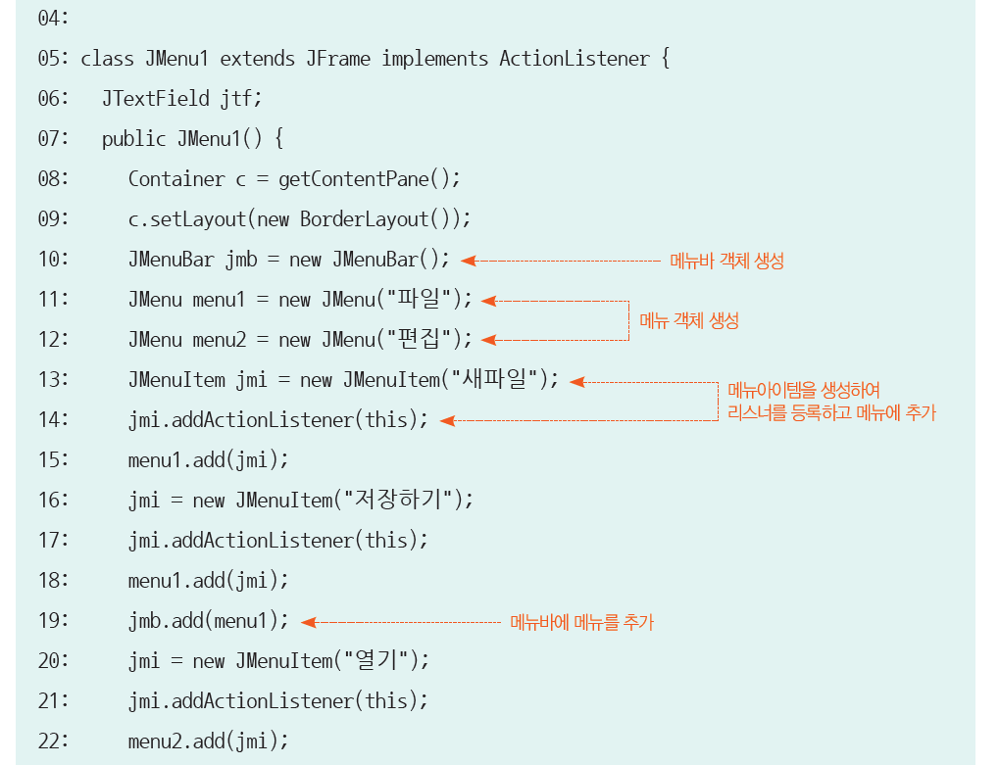 04:
05: class JMenu1 extends JFrame implements ActionListener {
06: JTextField jtf;
07: public JMenu1() {
08: Container c = getContentPane();
09: c.setLayout(new BorderLayout());
10: JMenuBar jmb = new JMenuBar(); 메뉴바 객체 생성
11: JMenu menu1 = new JMenu("파일");
메뉴 객체 생성
12: JMenu menu2 = new JMenu("편집");
13: JMenuItem jmi = new JMenuItem("새파일");
메뉴아이템을 생성하여
리스너를 등록하고 메뉴에 추가
14: jmi.addActionListener(this);
15: menu1.add(jmi);
16: jmi = new JMenuItem("저장하기");
17: jmi.addActionListener(this);
18: menu1.add(jmi);
19: jmb.add(menu1); 메뉴바에 메뉴를 추가
20: jmi = new JMenuItem("열기");
21: jmi.addActionListener(this);
22: menu2.add(jmi);